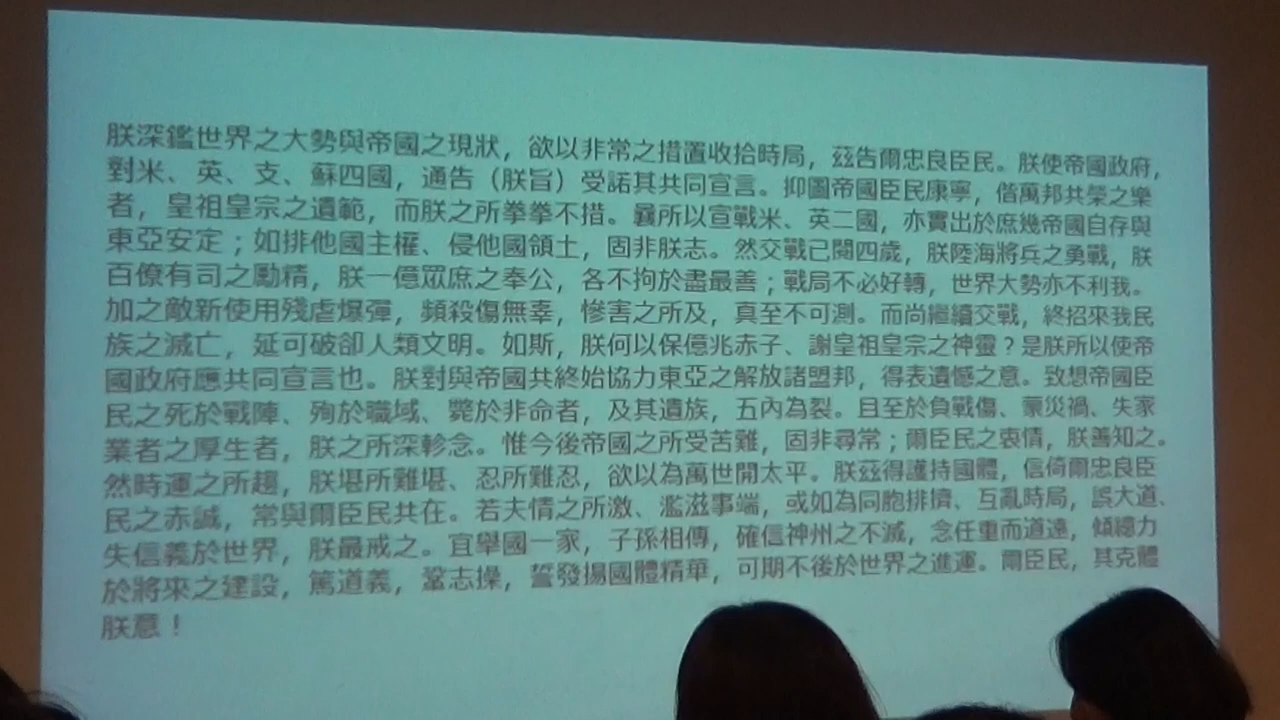 朕深鑑世界之大勢與帝國之現狀，欲以非常之措置收拾時局，茲告爾忠良臣民。朕使帝國政府，
對米、英、支、蘇四國，通告（朕旨）受諾其共同宣言。抑圖帝國臣民康寧，偕萬邦共榮之樂
者，皇祖皇宗之遺範，而朕之所拳拳不措。曩所以宣戰米、英二國，亦實出於庶幾帝國自存與
東亞安定；如排他國主權、侵他國領土，固非朕志。然交戰已閱四歲，朕陸海將兵之勇戰，朕
百僚有司之勵精，朕一億眾庶之奉公，各不拘於盡最善；戰局不必好轉，世界大勢亦不利我。
加之敵新使用殘虐爆彈，頻殺傷無辜，慘害之所及，真至不可測。而尚繼續交戰，終招來我民
族之滅亡，延可破卻人類文明。如斯，朕何以保億兆赤子、謝皇祖皇宗之神靈？是朕所以使帝
國政府應共同宣言也。朕對與帝國共終始協力東亞之解放諸盟邦，得表遺憾之意。致想帝國臣
民之死於戰陣、殉於職域、斃於非命者，及其遺族，五內為裂。且至於負戰傷、蒙災禍、失家
業者之厚生者，朕之所深軫念。惟今後帝國之所受苦難，固非尋常；爾臣民之衷情，朕善知之。
然時運之所趨，朕堪所難堪、忍所難忍，欲以為萬世開太平。朕茲得護持國體，信倚爾忠良臣
民之赤誠，常與爾臣民共在。若夫情之所激、濫滋事端，或如為同胞排擠、互亂時局，誤大道、
失信義於世界，朕最戒之。宜舉國一家，子孫相傳，確信神州之不滅，念任重而道遠，傾總力
於將來之建設，篤道義，鞏志操，誓發揚國體精華，可期不後於世界之進運。爾臣民，其克體
朕意！